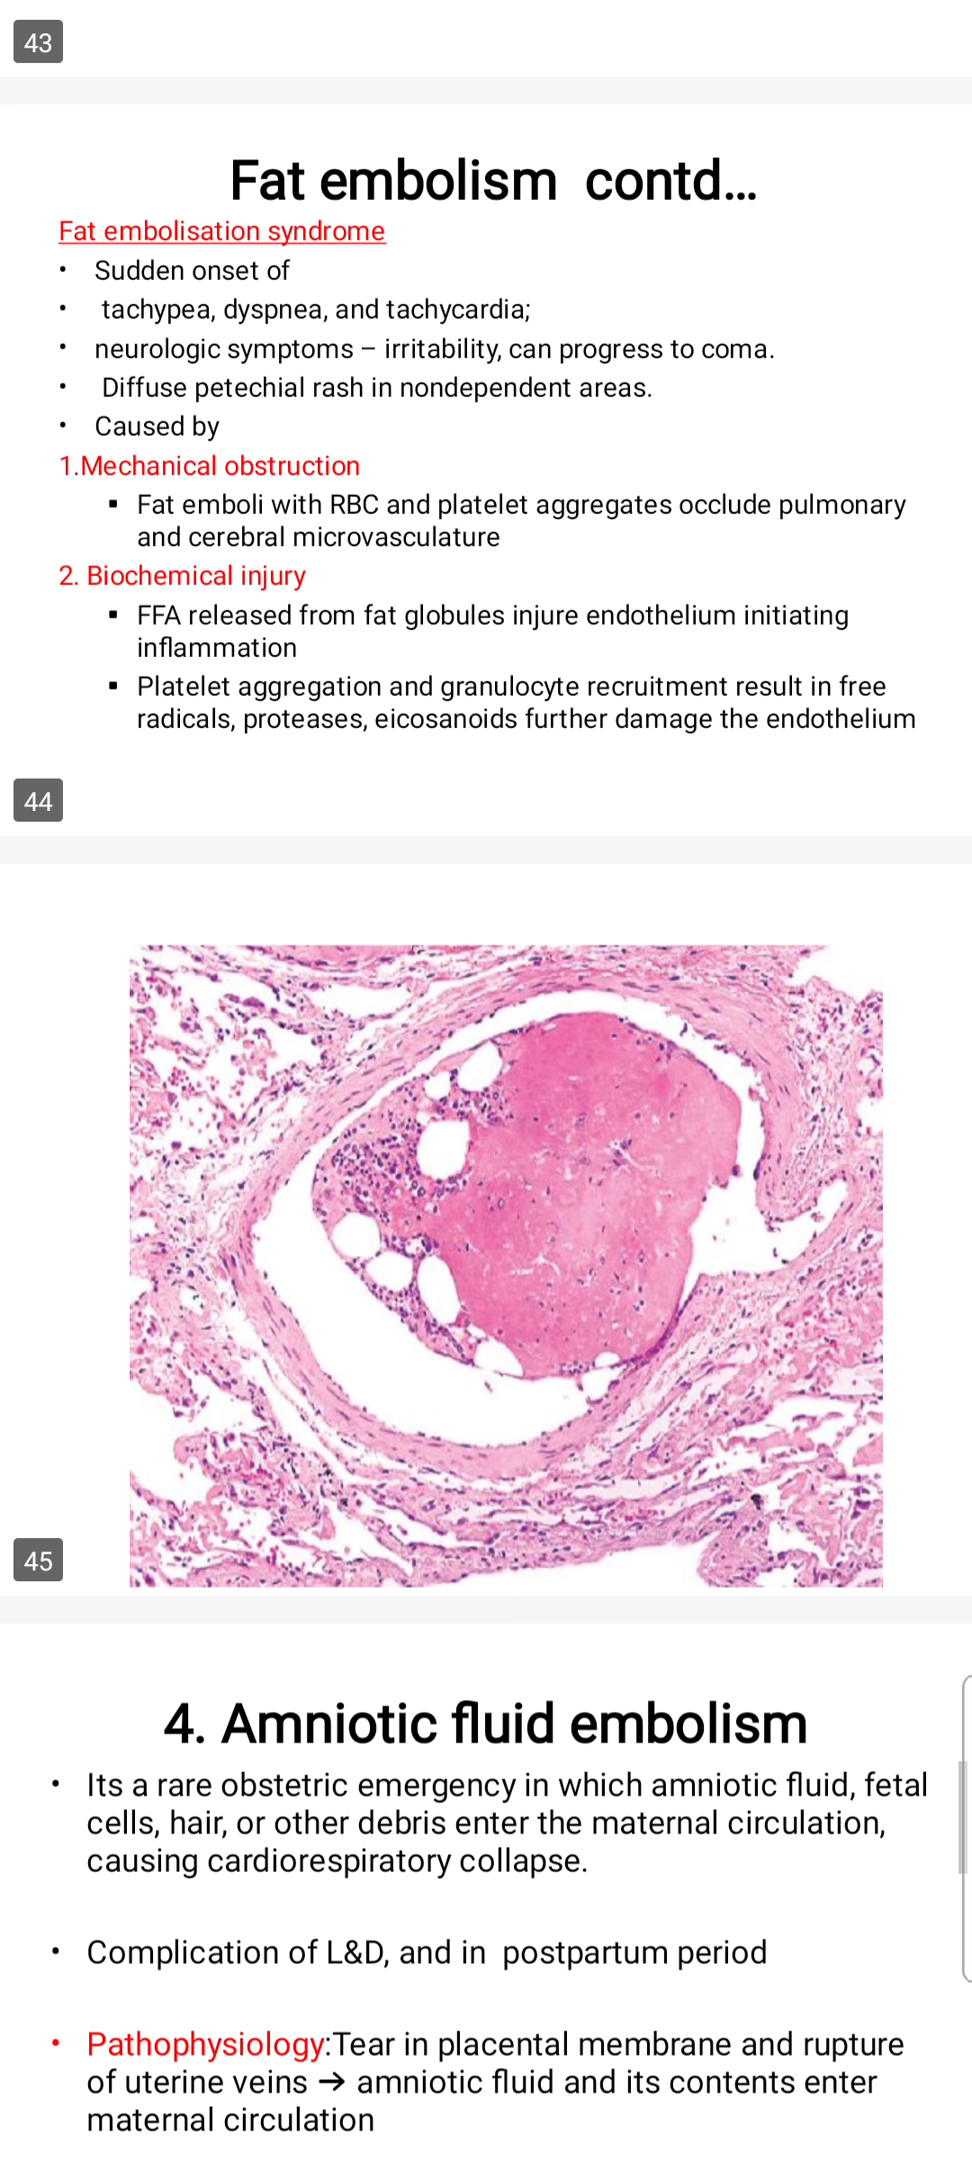 43
Fat embolism contd...
Fat embolisation syndrome
• Sudden onset of
• tachypea, dyspnea, and tachycardia;
• neurologic symptoms – irritability, can progress to coma.
• Diffuse petechial rash in nondependent areas.
• Caused by
1.Mechanical obstruction
▪ Fat emboli with RBC and platelet aggregates occlude pulmonary
and cerebral microvasculature
2. Biochemical injury
▪ FFA released from fat globules injure endothelium initiating
inflammation
▪ Platelet aggregation and granulocyte recruitment result in free
radicals, proteases, eicosanoids further damage the endothelium
44
45
4. Amniotic fluid embolism
• Its a rare obstetric emergency in which amniotic fluid, fetal
cells, hair, or other debris enter the maternal circulation,
causing cardiorespiratory collapse.
• Complication of L&D, and in postpartum period
• Pathophysiology:Tear in placental membrane and rupture
of uterine veins → amniotic fluid and its contents enter
maternal circulation